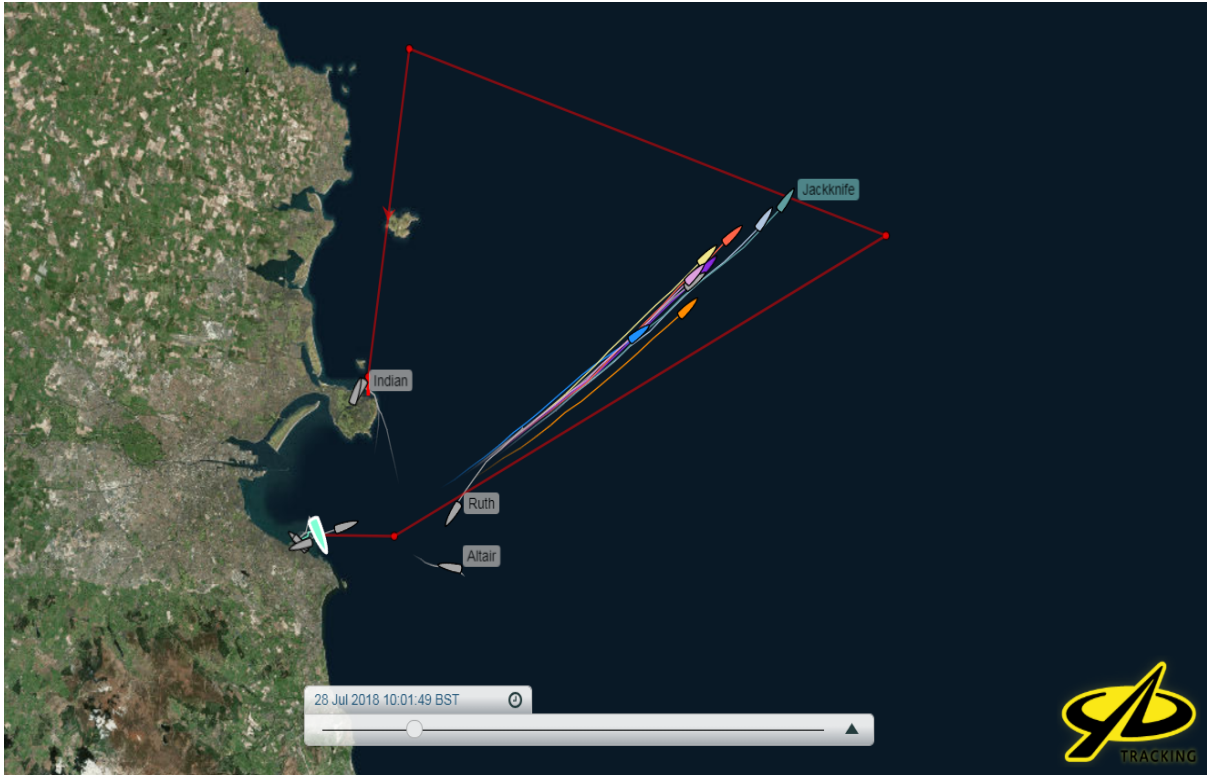 Jackknife
Indian
Ruth
Altair
28 Jul 2018 10:01:49 BST
TRACKING